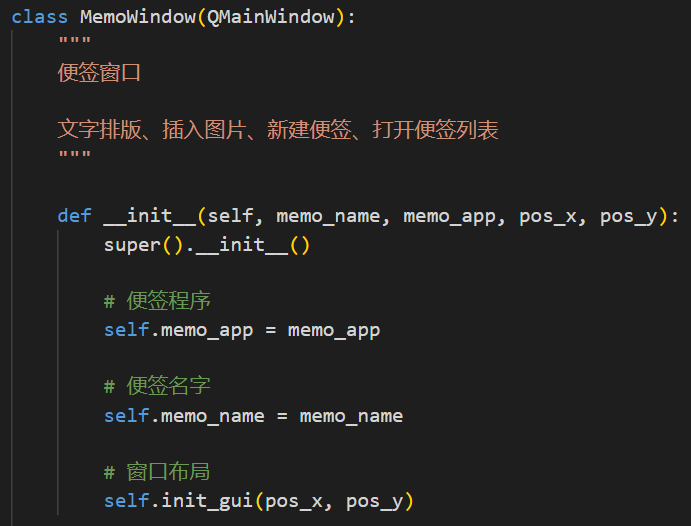 class MemoWindow(QMainWindow):
"""
便签窗口
文字排版、插入图片、新建便签、打开便签列表
"""
def __init__(self, memo_name, memo_app, pos_x, pos_y):
super().__init__()
# 便签程序
self.memo_app = memo_app
# 便签名字
self.memo_name = memo_name
# 窗口布局
self.init_gui(pos_x, pos_y)